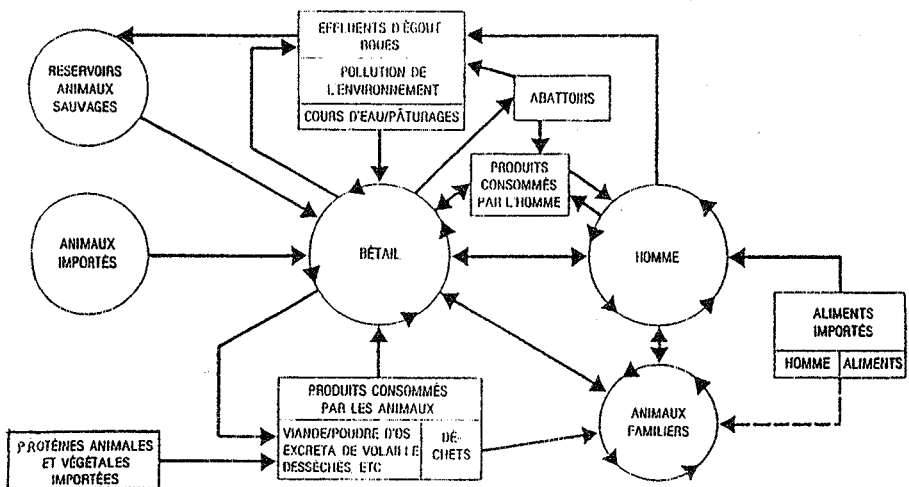 EFFLUENTS D'ÉGOUT
BOUES
POLLUTION DE
L'ENVIRONNEMENT
COURS D'EAU/PÂTURAGES
RESERVOIRS
ANIMAUX
SAUVAGES
ABATTOIRS
PRODUITS
CONSOMMÉS
PAR L'HOMME
ANIMAUX
IMPORTÉS
BÉTAIL
HOMME
ALIMENTS
IMPORTÉS
HOMME
ALIMENTS
PRODUITS CONSOMMÉS
PAR LES ANIMAUX
VIANDE/POUDRE D'OS
EXCRETA DE VOLAILLE
DESSÉCHÉS, ETC
DÉ-
CHETS
ANIMAUX
FAMILIERS
PROTÉINES ANIMALES
ET VÉGÉTALES
IMPORTÉES